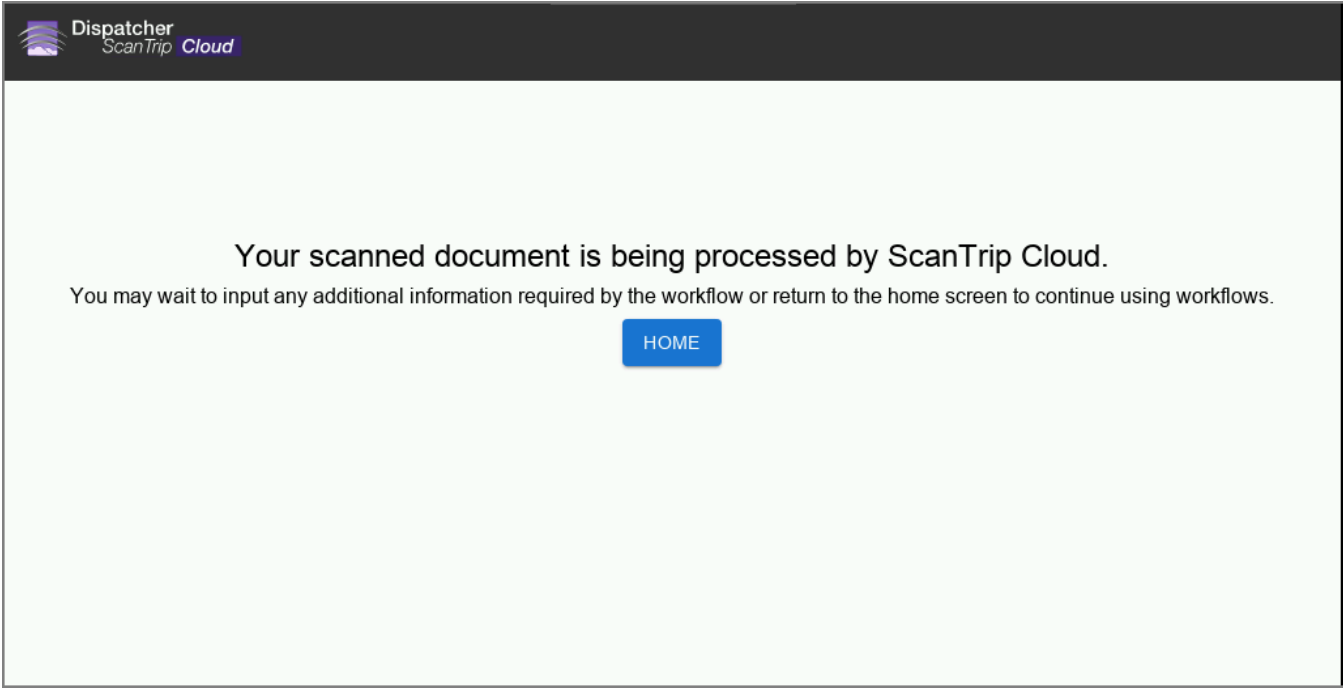 Dispatcher
ScanTrip Cloud
Your scanned document is being processed by ScanTrip Cloud.
You may wait to input any additional information required by the workflow or return to the home screen to continue using workflows.
HOME